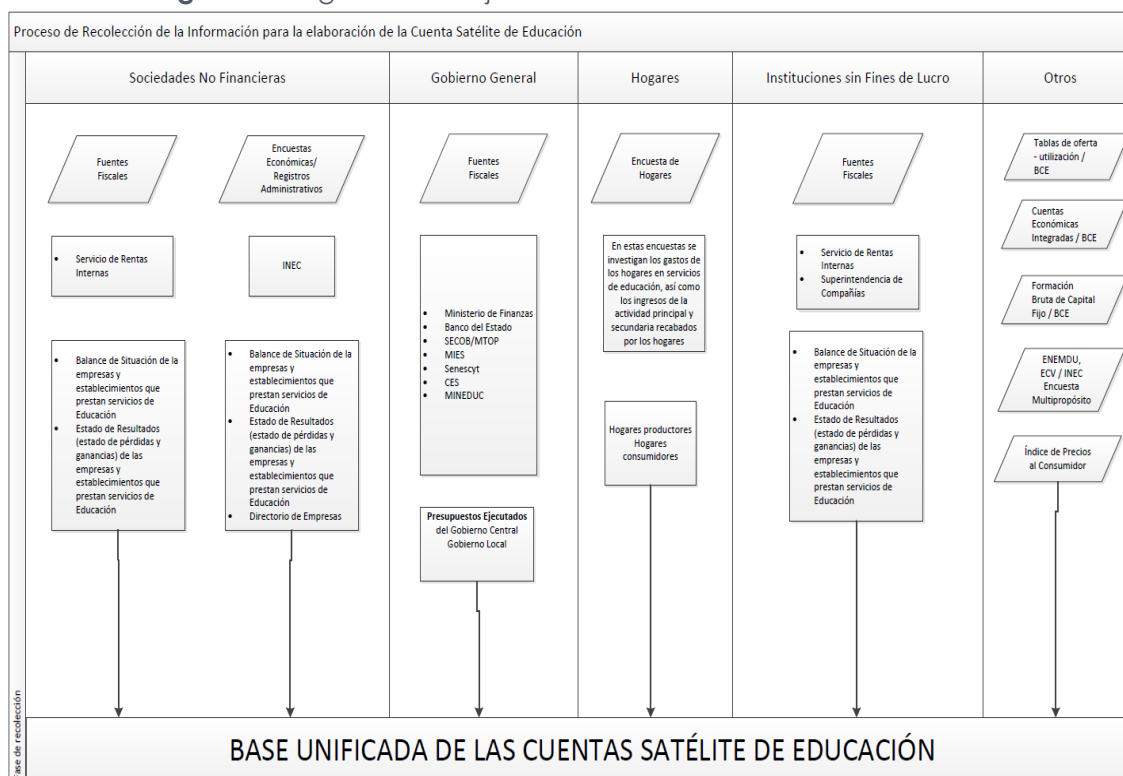 Proceso de Recolección de la Información para la elaboración de la Cuenta Satélite de Educación
Sociedades No Financieras
Gobierno General
Hogares
Instituciones sin Fines de Lucro
Otros
Fuentes
Fiscales
Encuestas
Económicas/
Registros
Administrativos
• Servicio de Rentas
Internas
INEC
• Balance de Situación de la
empresas y
establecimientos que
prestan servicios de
Educación
• Estado de Resultados
(estado de pérdidas y
ganancias) de las
empresas y
establecimientos que
prestan servicios de
Educación
• Balance de Situación de la
empresas y
establecimientos que
prestan servicios de
Educación
• Estado de Resultados
(estado de pérdidas y
ganancias) de las
empresas y
establecimientos que
prestan servicios de
Educación
• Directorio de Empresas
Fuentes
Fiscales
• Ministerio de Finanzas
• Banco del Estado
• SECOB/MTOP
• MIES
• Senescyt
• CES
• MINEDUC
Presupuestos Ejecutados
del Gobierno Central
Gobierno Local
Encuesta de
Hogares
En estas encuestas se
investigan los gastos de
los hogares en servicios
de educación, así como
los ingresos de la
actividad principal y
secundaria recabados
por los hogares
Hogares productores
Hogares
consumidores
Fuentes
Fiscales
• Servicio de Rentas
Internas
• Superintendencia de
Compañías
• Balance de Situación de la
empresas y
establecimientos que
prestan servicios de
Educación
• Estado de Resultados
(estado de pérdidas y
ganancias) de las
empresas y
establecimientos que
prestan servicios de
Educación
Tablas de oferta
- utilización /
BCE
Cuentas
Económicas
Integradas / BCE
Formación
Bruta de Capital
Fijo / BCE
ENEMDU,
ECV / INEC
Encuesta
Multipropósito
Índice de Precios
al Consumidor
de recolección
BASE UNIFICADA DE LAS CUENTAS SATÉLITE DE EDUCACIÓN